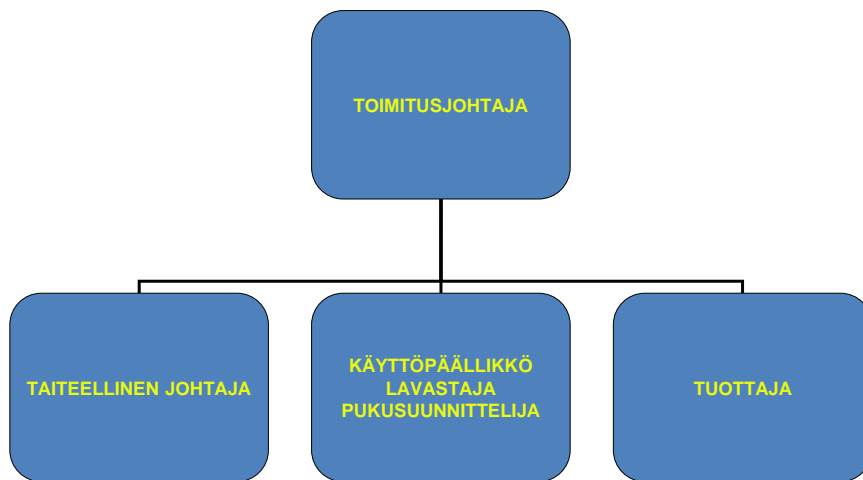 TOIMITUSJOHTAJA
TAITEELLINEN JOHTAJA
KÄYTTÖPÄÄLLIKKÖ
LAVASTAJA
PUKUSUUNNITTELIJA
TUOTTAJA